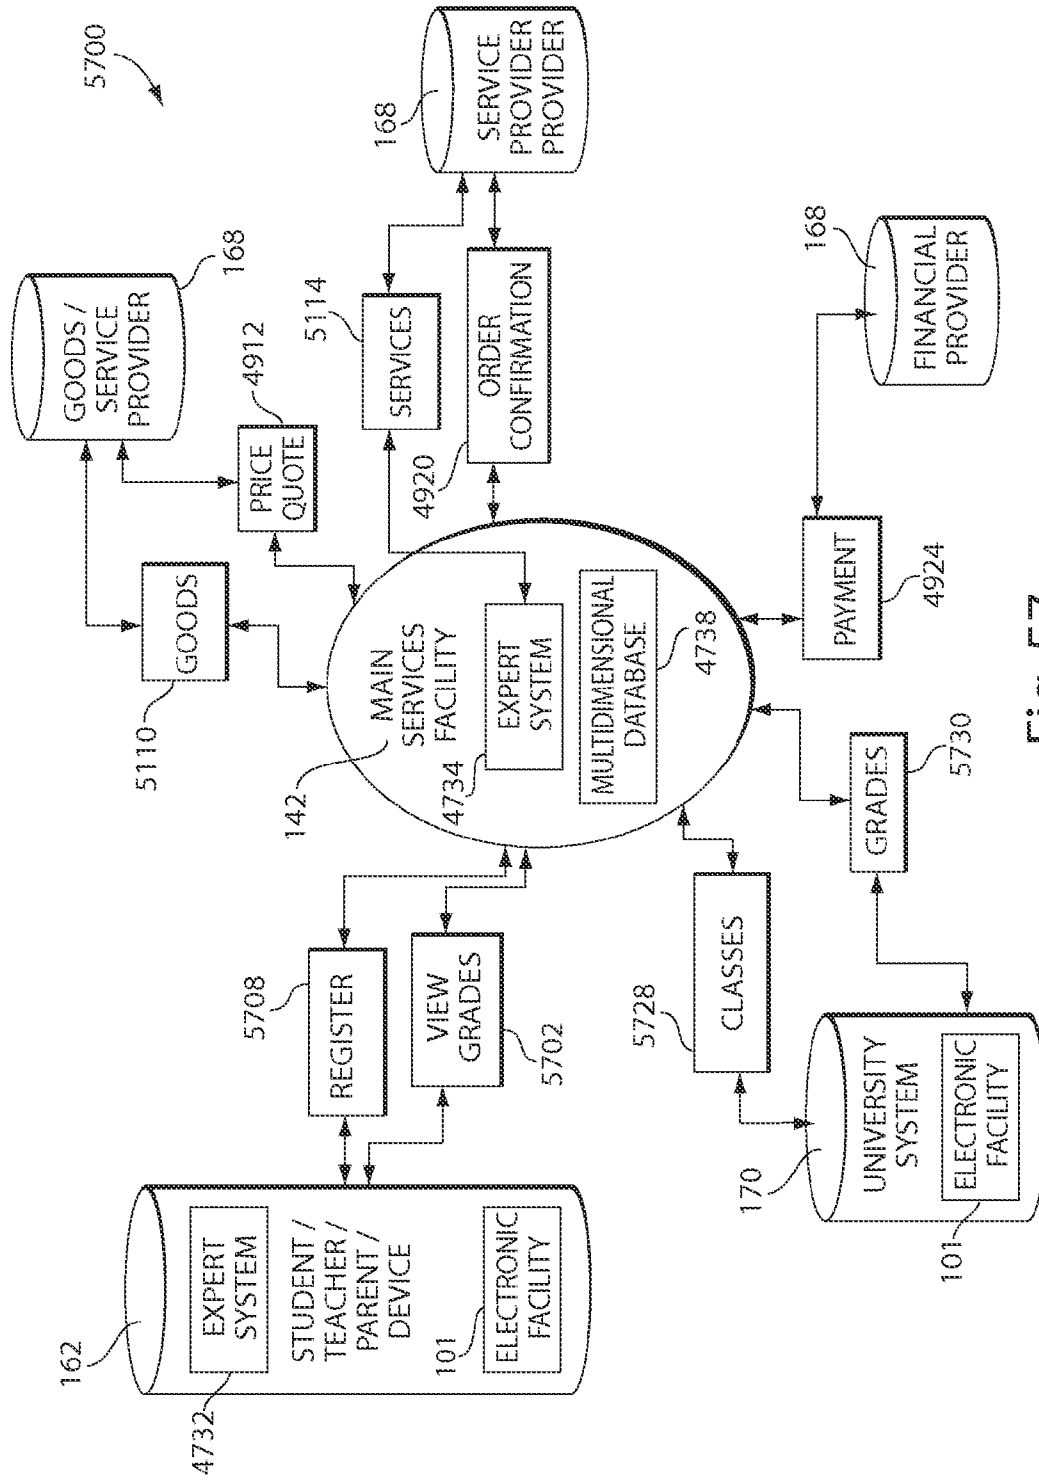 5700
162
EXPERT
SYSTEM
4732
STUDENT /
TEACHER /
PARENT /
DEVICE
101
ELECTRONIC
FACILITY
5708
REGISTER
VIEW
GRADES
5702
142
MAIN
SERVICES
FACILITY
4734
EXPERT
SYSTEM
MULTIDIMENSIONAL
DATABASE
4738
5110
GOODS
GOODS /
SERVICE
PROVIDER
168
PRICE
QUOTE
4912
5114
SERVICES
4920
ORDER
CONFIRMATION
168
SERVICE
PROVIDER
PROVIDER
5728
CLASSES
170
UNIVERSITY
SYSTEM
ELECTRONIC
FACILITY
101
GRADES
5730
PAYMENT
4924
168
FINANCIAL
PROVIDER